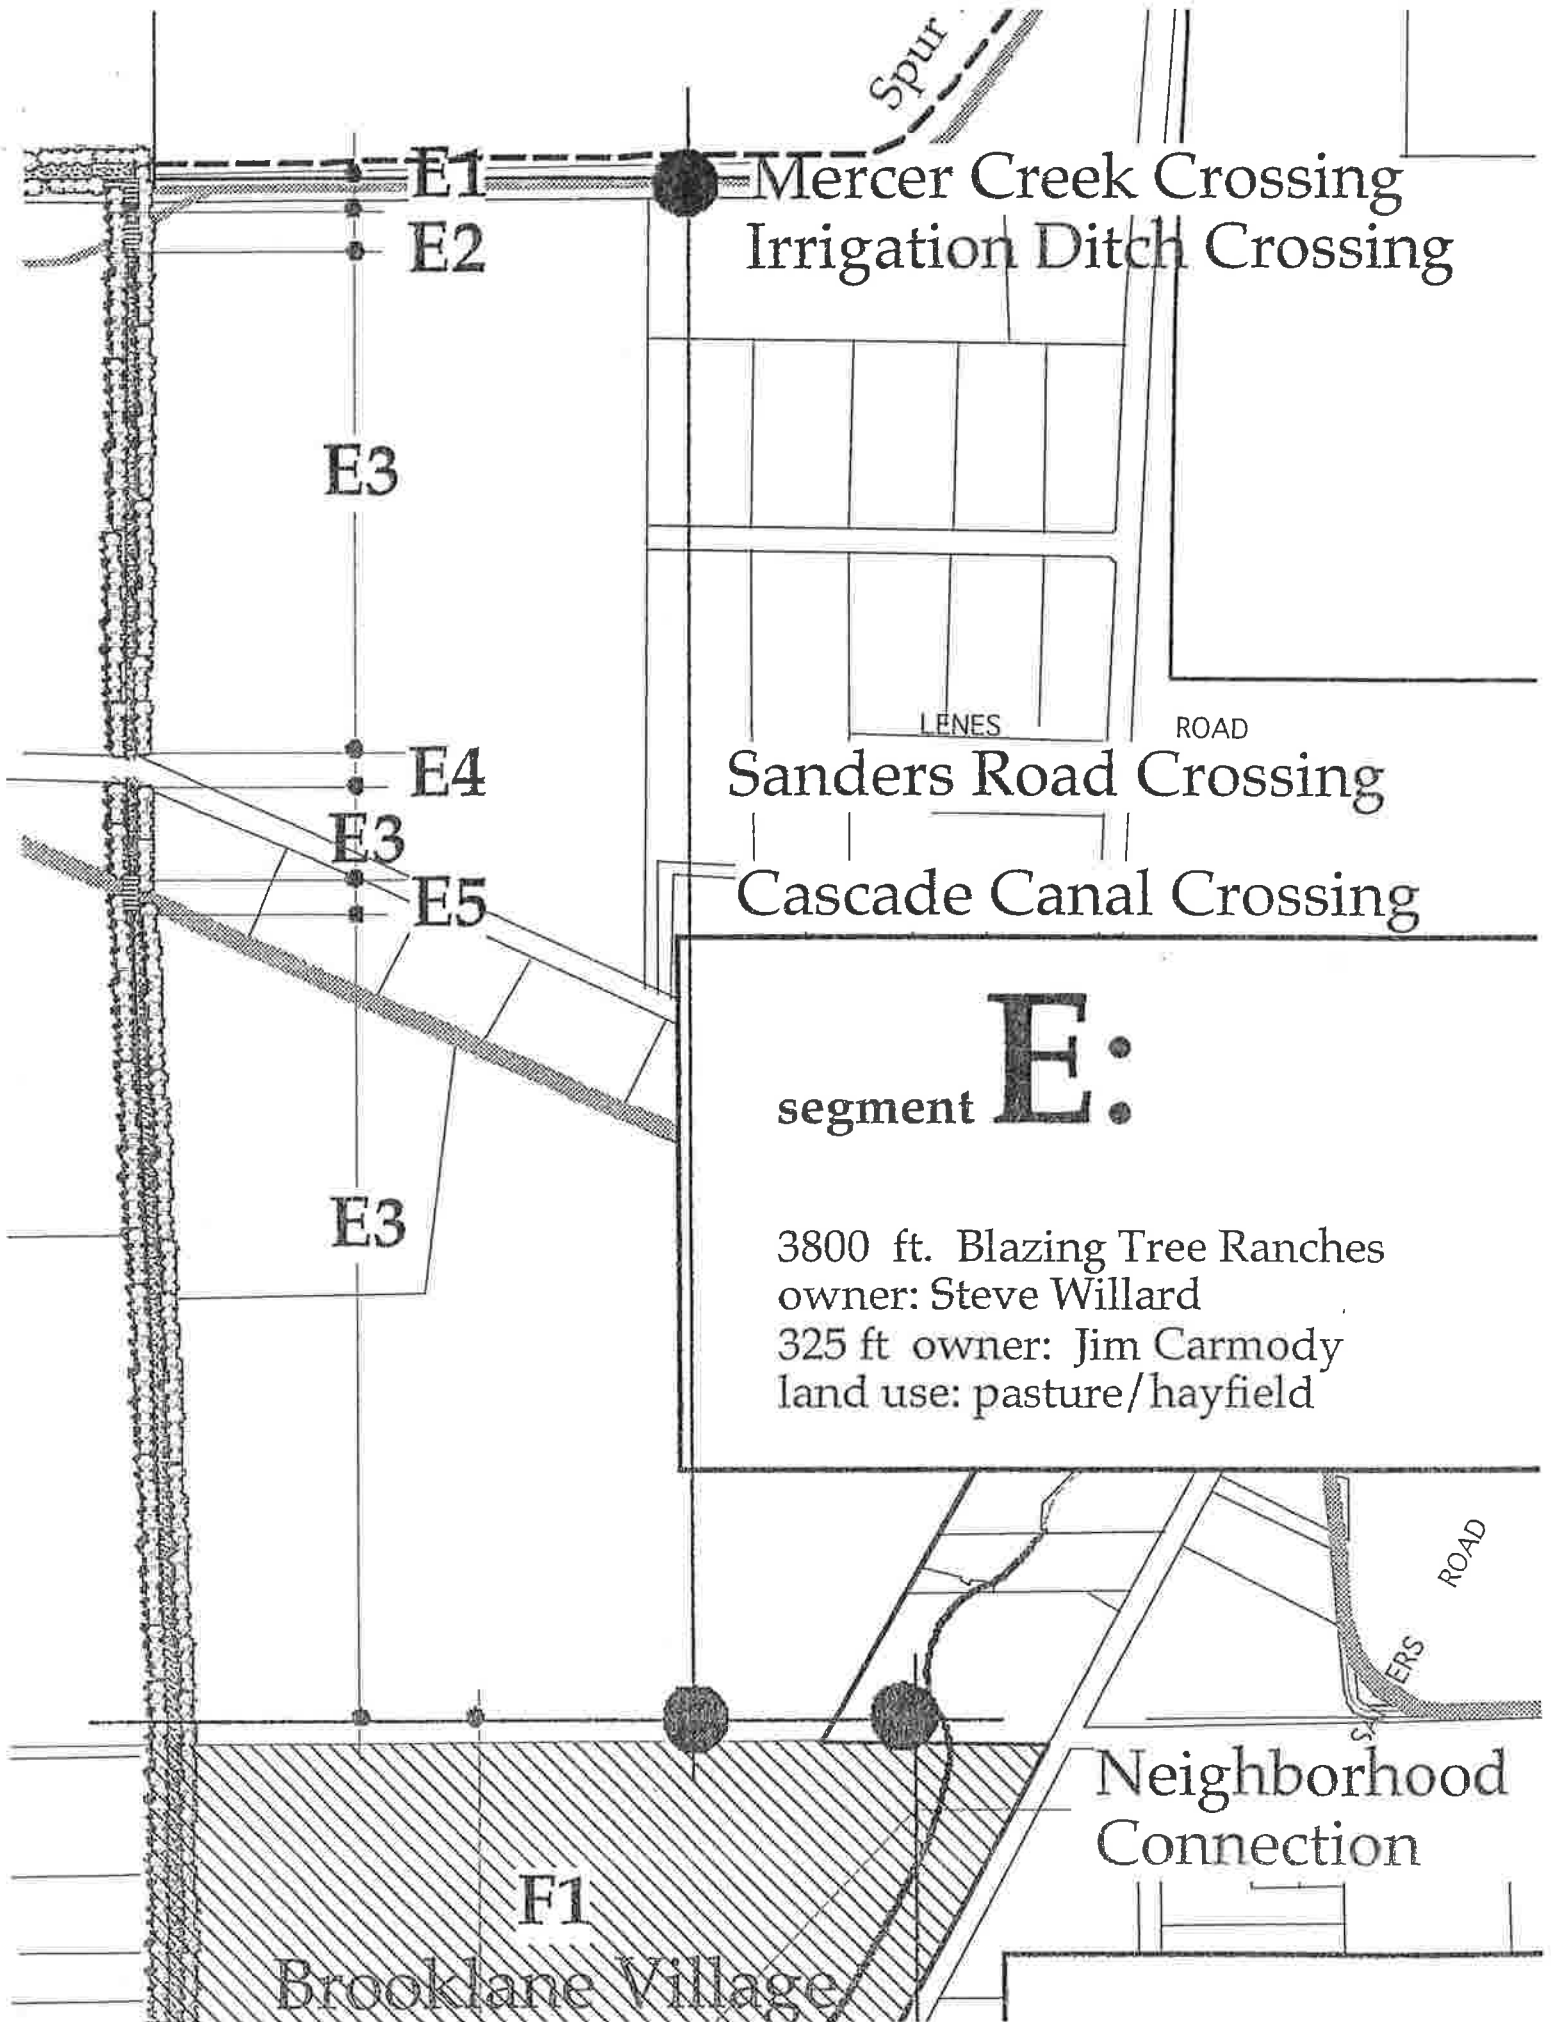 Spur
E1
Mercer Creek Crossing
E2
Irrigation Ditch Crossing
E3
LENES ROAD
E4
Sanders Road Crossing
E3
E5
Cascade Canal Crossing
segment E:
E3
3800 ft. Blazing Tree Ranches
owner: Steve Willard
325 ft owner: Jim Carmody
land use: pasture/hayfield
ROAD
ERS
Neighborhood
Connection
F1
Brooklane Village